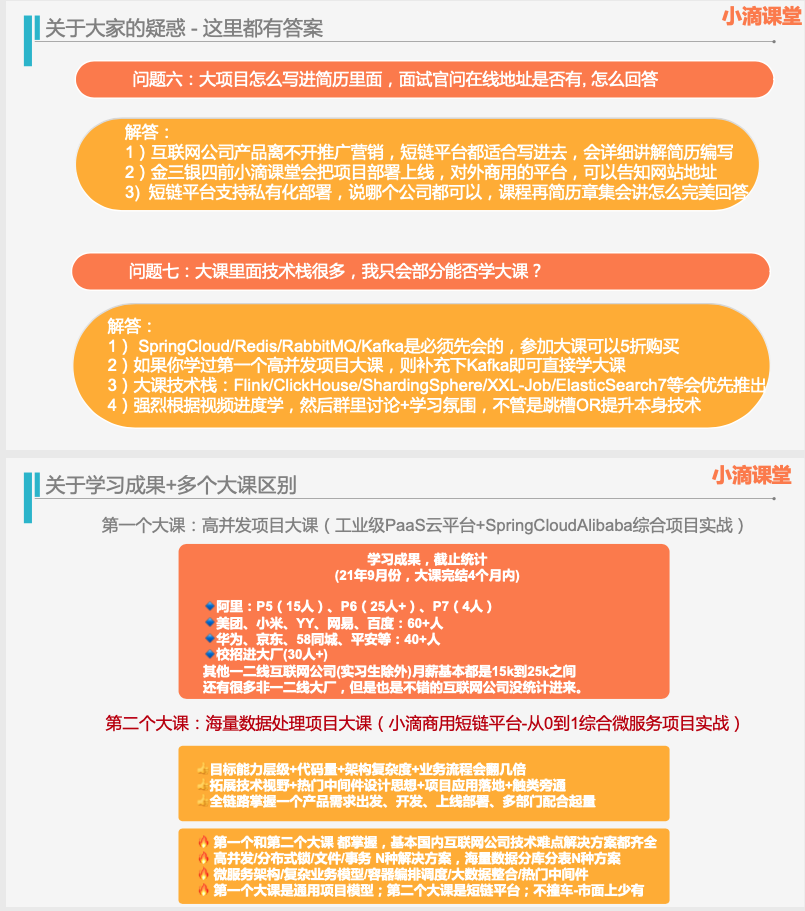 小滴课堂
关于大家的疑惑 - 这里都有答案
问题六：大项目怎么写进简历里面，面试官问在线地址是否有, 怎么回答
解答：
1）互联网公司产品离不开推广营销，短链平台都适合写进去，会详细讲解简历编写
2）金三银四前小滴课堂会把项目部署上线，对外商用的平台，可以告知网站地址
3）短链平台支持私有化部署，说哪个公司都可以，课程再简历章集会讲怎么完美回答
问题七：大课里面技术栈很多，我只会部分能否学大课？
解答：
1） SpringCloud/Redis/RabbitMQ/Kafka是必须先会的，参加大课可以5折购买
2）如果你学过第一个高并发项目大课，则补充下Kafka即可直接学大课
3）大课技术栈：Flink/ClickHouse/ShardingSphere/XXL-Job/ElasticSearch7等会优先推出
4）强烈根据视频进度学，然后群里讨论+学习氛围，不管是跳槽OR提升本身技术
小滴课堂
关于学习成果+多个大课区别
第一个大课：高并发项目大课（工业级PaaS云平台+SpringCloudAlibaba综合项目实战）
学习成果，截止统计
(21年9月份，大课完结4个月内)
阿里：P5（15人）、P6（25人+）、P7（4人）
美团、小米、YY、网易、百度：60+人
华为、京东、58同城、平安等：40+人
校招进大厂(30人+)
其他一二线互联网公司(实习生除外)月薪基本都是15k到25k之间
还有很多非一二线大厂，但是也是不错的互联网公司没统计进来。
第二个大课：海量数据处理项目大课（小滴商用短链平台-从0到1综合微服务项目实战）
👍目标能力层级+代码量+架构复杂度+业务流程会翻几倍
👍拓展技术视野+热门中间件设计思想+项目应用落地+触类旁通
👍全链路掌握一个产品需求出发、开发、上线部署、多部门配合起量
🔥 第一个和第二个大课 都掌握，基本国内互联网公司技术难点解决方案都齐全
🔥 高并发/分布式锁/文件/事务 N种解决方案，海量数据分库分表N种方案
🔥 微服务架构/复杂业务模型/容器编排调度/大数据整合/热门中间件
🔥 第一个大课是通用项目模型；第二个大课是短链平台；不撞车-市面上少有